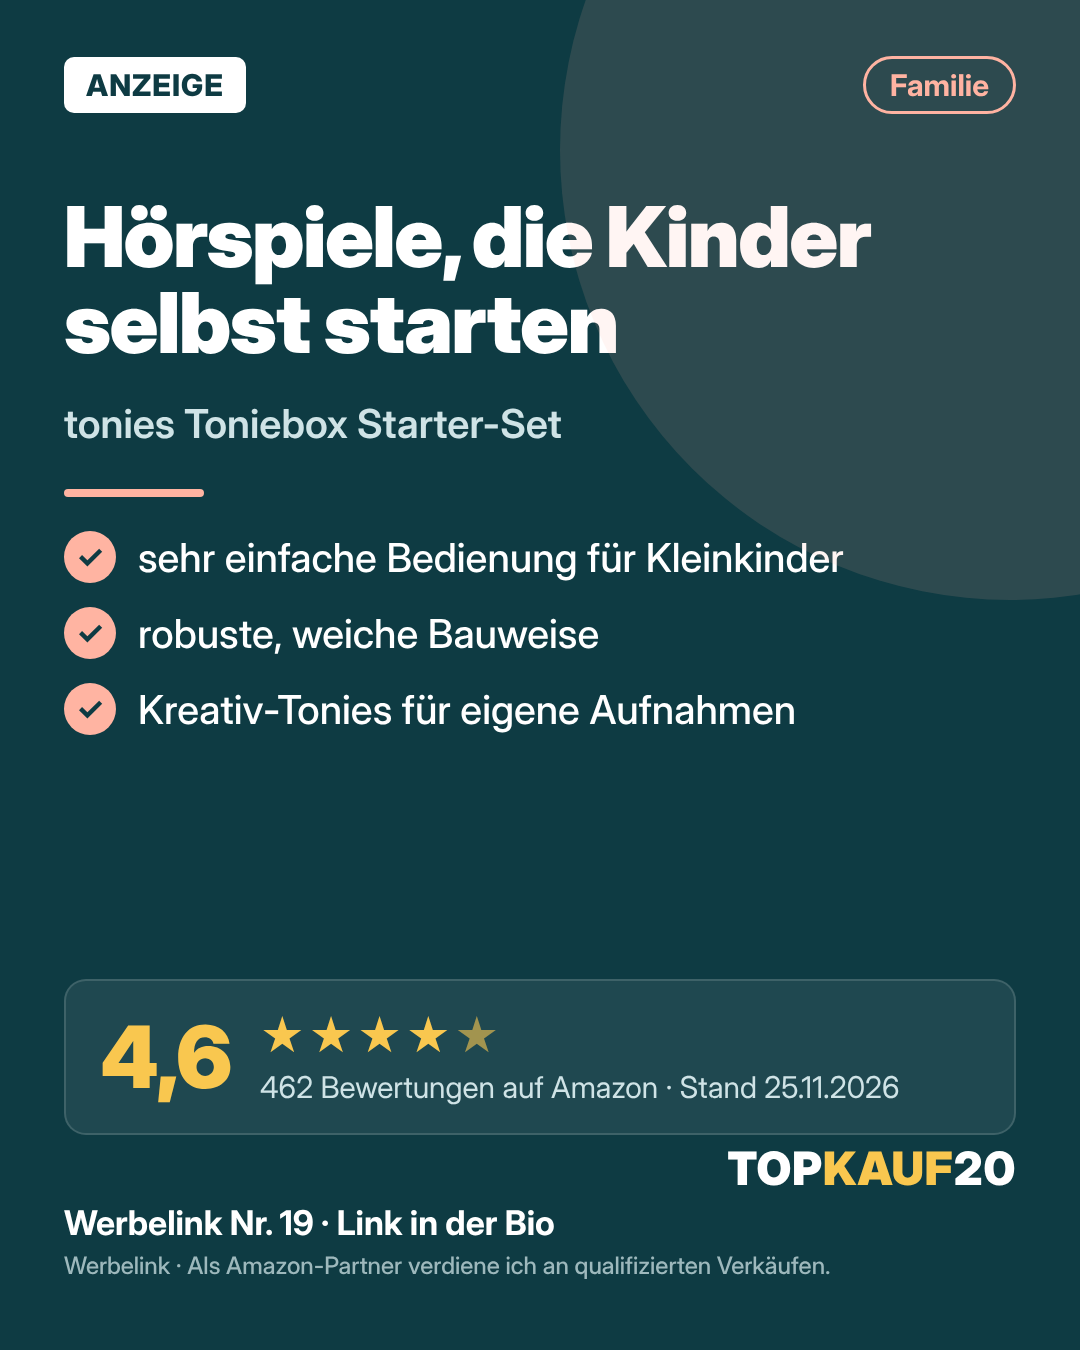 ANZEIGE
Familie
Hörspiele, die Kinder
selbst starten
tonies Toniebox Starter-Set
sehr einfache Bedienung für Kleinkinder
robuste, weiche Bauweise
Kreativ-Tonies für eigene Aufnahmen
4,6
462 Bewertungen auf Amazon · Stand 25.11.2026
TOPKAUF20
Werbelink Nr. 19 · Link in der Bio
Werbelink · Als Amazon-Partner verdiene ich an qualifizierten Verkäufen.